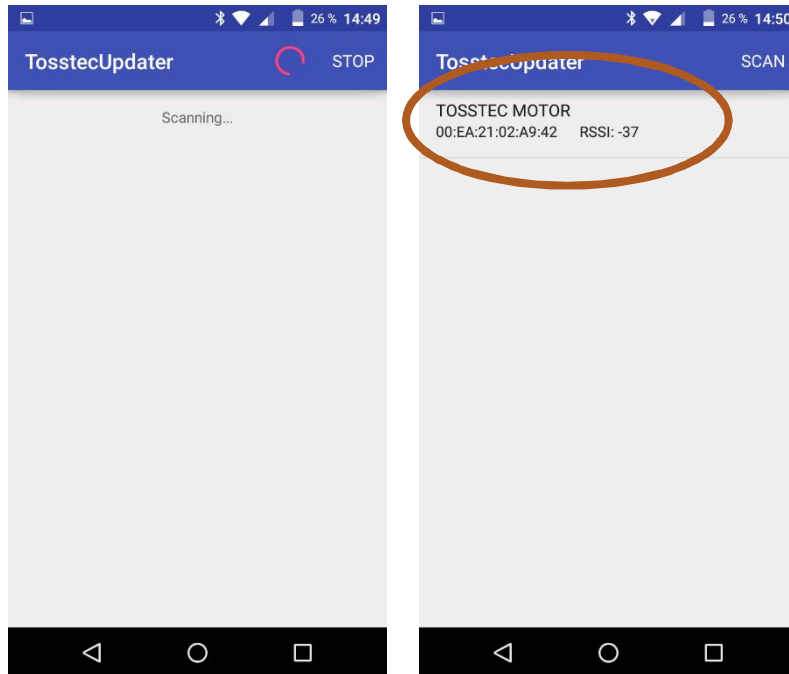 26 % 14:49
TosstecUpdater
STOP
Scanning...
26 % 14:50
TosstecUpdater
SCAN
TOSSTEC MOTOR
00:EA:21:02:A9:42 RSSI: -37